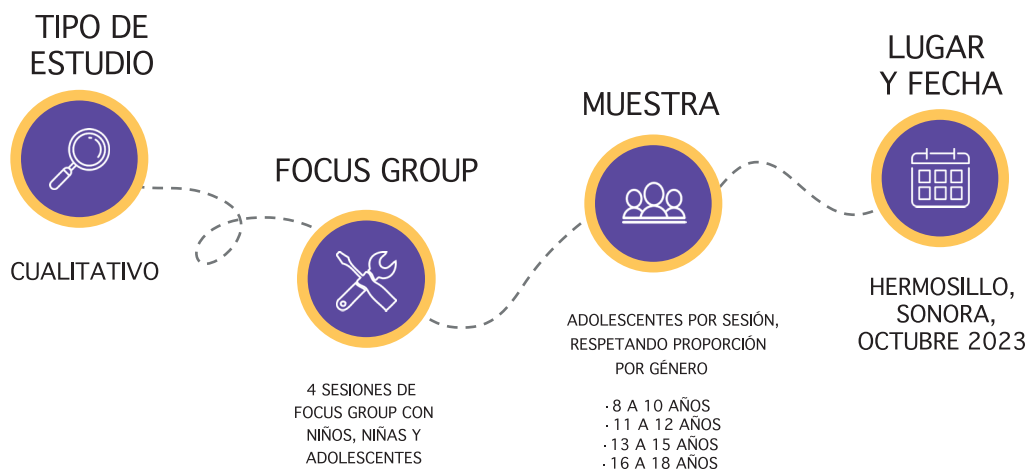 TIPO DE
ESTUDIO
CUALITATIVO
FOCUS GROUP
4 SESIONES DE
FOCUS GROUP CON
NIÑOS, NIÑAS Y
ADOLESCENTES
MUESTRA
ADOLESCENTES POR SESIÓN,
RESPETANDO PROPORCIÓN
POR GÉNERO
· 8 A 10 AÑOS
· 11 A 12 AÑOS
· 13 A 15 AÑOS
· 16 A 18 AÑOS
LUGAR
Y FECHA
HERMOSILLO,
SONORA,
OCTUBRE 2023